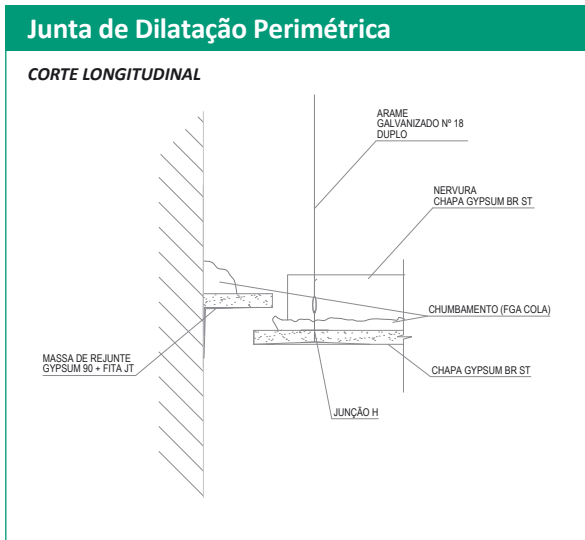 Junta de Dilatação Perimétrica
CORTE LONGITUDINAL
ARAME
GALVANIZADO Nº 18
DUPLO
NERVURA
CHAPA GYPSUM BR ST
CHUMBAMENTO (FGA COLA)
MASSA DE REJUNTE
GYPSUM 90 + FITA JT
CHAPA GYPSUM BR ST
JUNÇÃO H